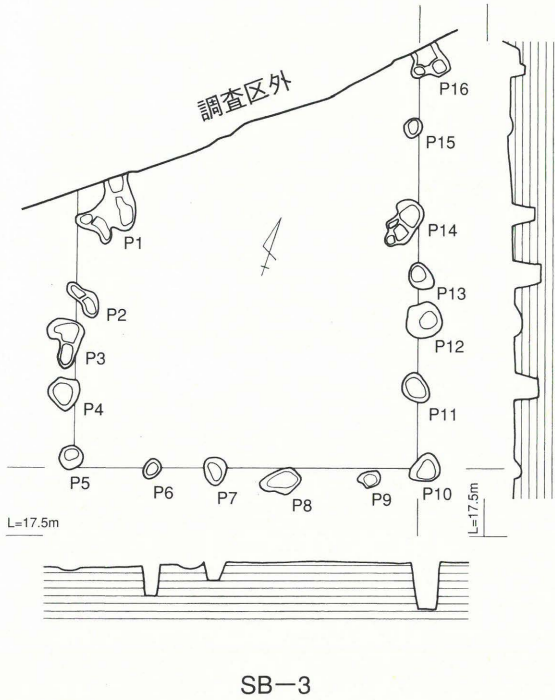 調査区外
P16
P15
P1
P14
P13
P2
P12
P3
P4
P11
P5
P6
P7
P8
P9
P10
L=17.5m
L=17.5m
SB-3